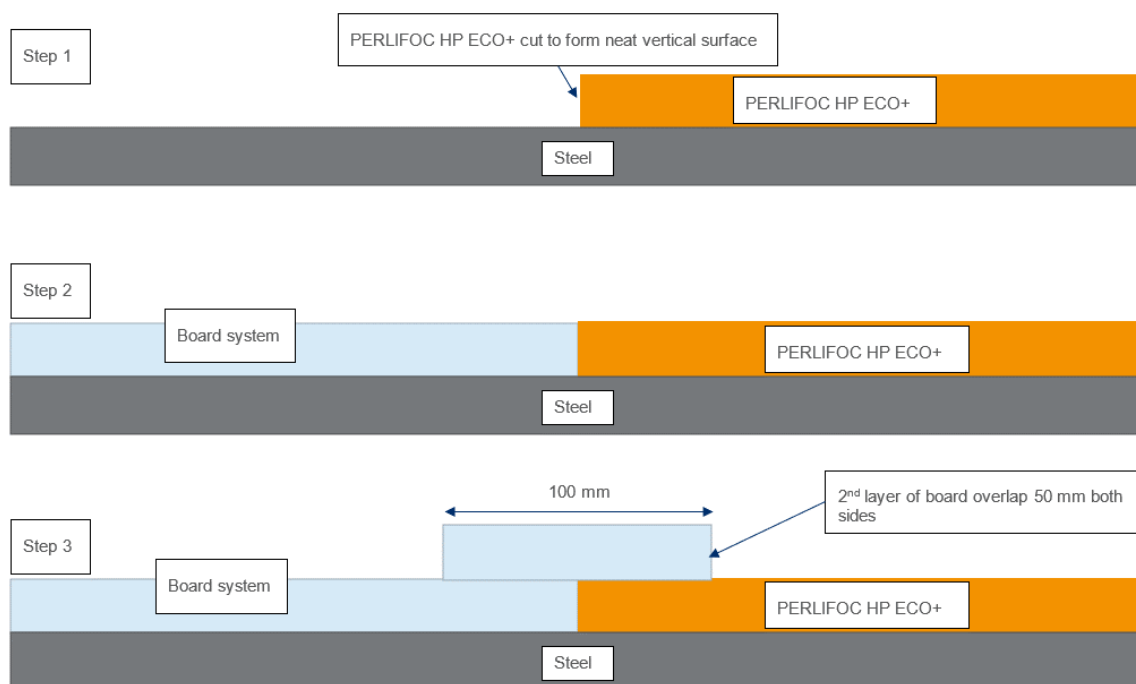 Step 1
PERLIFOC HP ECO+ cut to form neat vertical surface
PERLIFOC HP ECO+
Steel
Step 2
Board system
PERLIFOC HP ECO+
Steel
100 mm
2nd layer of board overlap 50 mm both
sides
Step 3
Board system
PERLIFOC HP ECO+
Steel